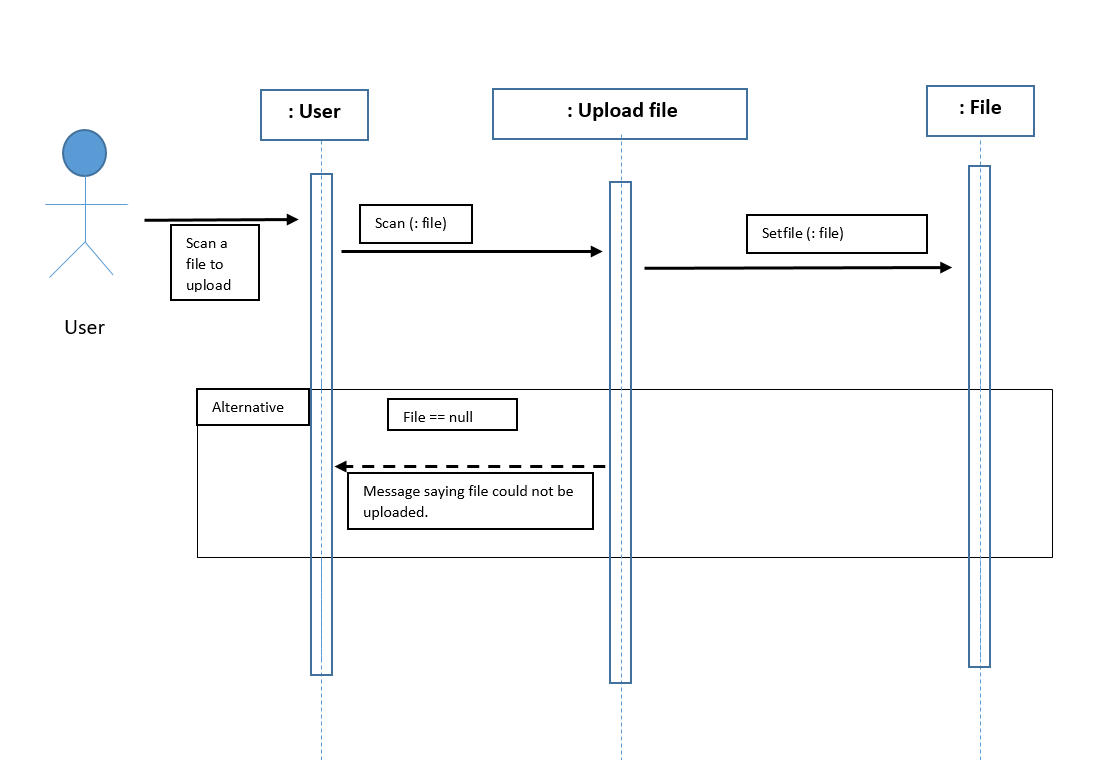 : User
: Upload file
: File
Scan (: file)
Setfile (: file)
Scan a
file to
upload
User
Alternative
File == null
Message saying file could not be
uploaded.